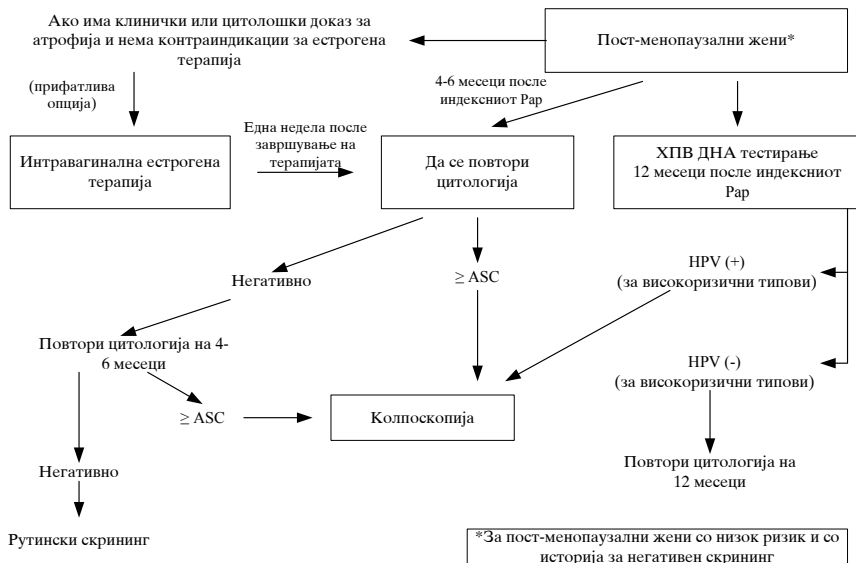 Ако има клинички или цитолошки доказ за
атрофија и нема контраиндикации за естрогена
терапија
Пост-менопаузални жени*
(прифатлива
опција)
4-6 месеци после
индексниот Pap
Една недела после
завршување на
терапијата
Интравагинална естрогена
терапија
Да се повтори
цитологија
ХПВ ДНА тестирање
12 месеци после индексниот
Pap
Негативно
≥ ASC
HPV (+)
(за високоризични типови)
Повтори цитологија на 4-
6 месеци
HPV (-)
(за високоризични типови)
≥ ASC
Колпоскопија
Негативно
Повтори цитологија на
12 месеци
Рутински скрининг
*За пост-менопаузални жени со низок ризик и со
историја за негативен скрининг